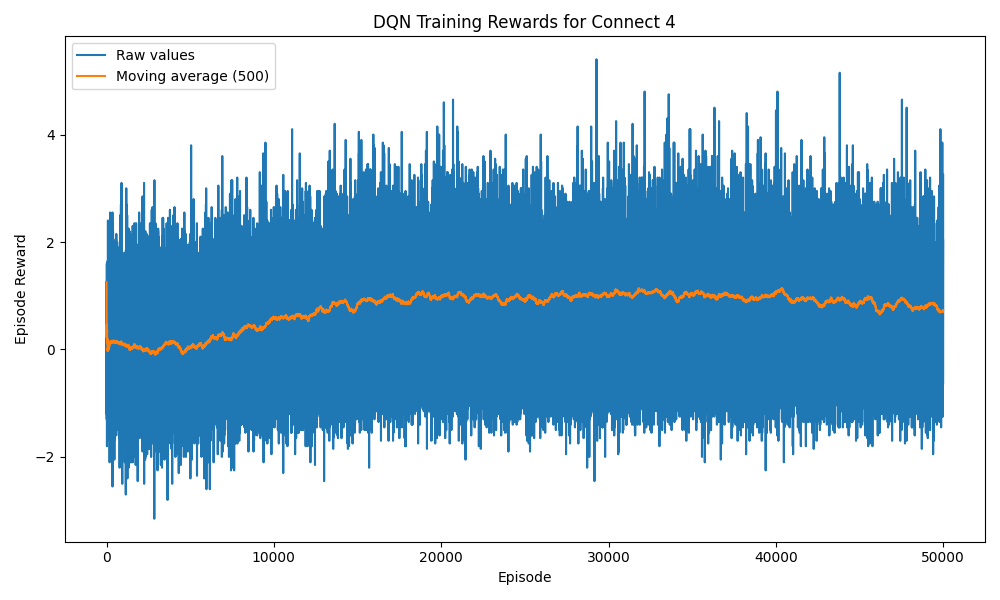 DQN Training Rewards for Connect 4
Raw values
Moving average (500)
Episode Reward
4
2
0
−2
0
10000
20000
30000
40000
50000
Episode